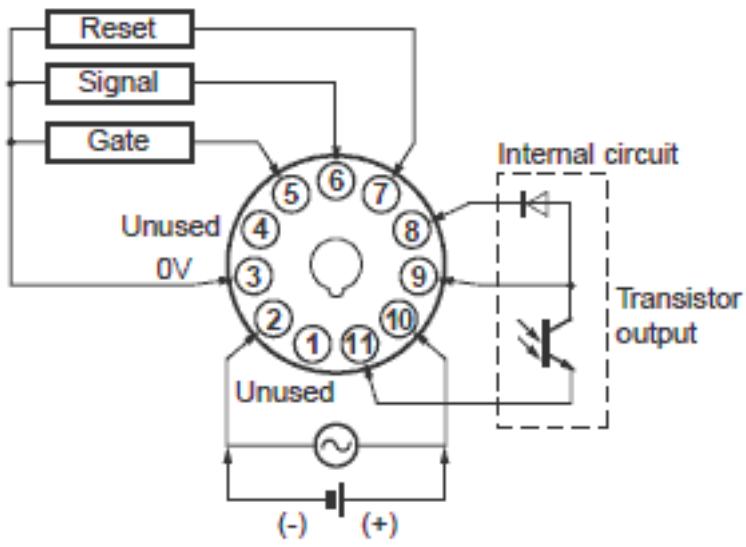 Reset
Signal
Gate
Internal circuit
6
5
7
Unused
4
8
0V
3
9
Transistor
output
2
10
1
11
Unused
(-)
(+)